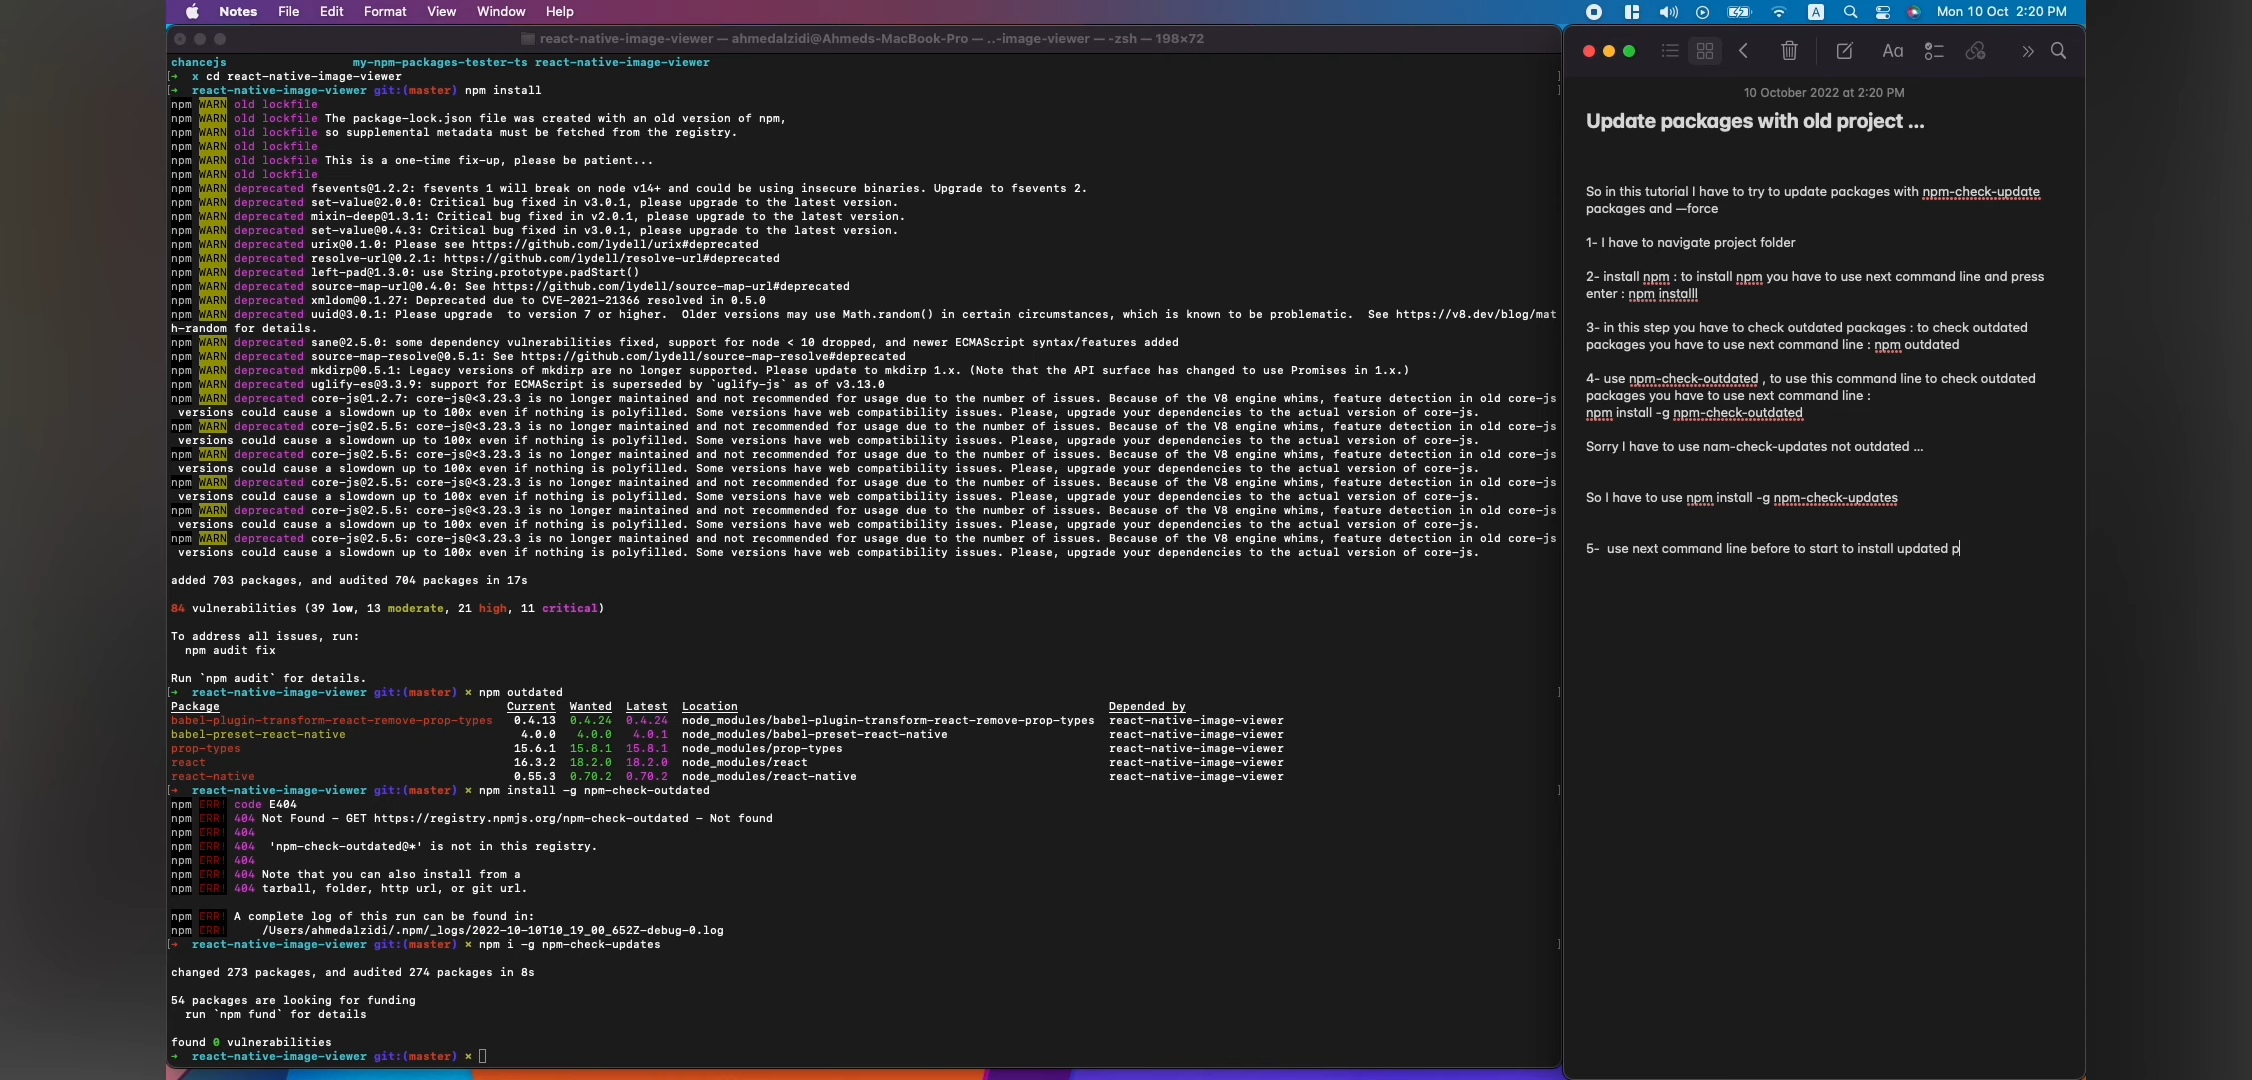 Notes File Edit Format View Window Help
A Mon 10 Oct 2:20 PM
react-native-image-viewer — ahmedalzidi@Ahmeds-MacBook-Pro — ..-image-viewer — -zsh — 198×72
chancejs my-npm-packages-tester-ts react-native-image-viewer
x cd react-native-image-viewer
react-native-image-viewer git:(master) npm install
npm WARN old lockfile
npm WARN old lockfile The package-lock.json file was created with an old version of npm,
npm WARN old lockfile so supplemental metadata must be fetched from the registry.
npm WARN old lockfile
npm WARN old lockfile This is a one-time fix-up, please be patient...
npm WARN old lockfile
npm WARN deprecated fsevents@1.2.2: fsevents 1 will break on node v14+ and could be using insecure binaries. Upgrade to fsevents 2.
npm WARN deprecated set-value@2.0.0: Critical bug fixed in v3.0.1, please upgrade to the latest version.
npm WARN deprecated mixin-deep@1.3.1: Critical bug fixed in v2.0.1, please upgrade to the latest version.
npm WARN deprecated set-value@0.4.3: Critical bug fixed in v3.0.1, please upgrade to the latest version.
npm WARN deprecated urix@0.1.0: Please see https://github.com/lydell/urix#deprecated
npm WARN deprecated resolve-url@0.2.1: https://github.com/lydell/resolve-url#deprecated
npm WARN deprecated left-pad@1.3.0: use String.prototype.padStart()
npm WARN deprecated source-map-url@0.4.0: See https://github.com/lydell/source-map-url#deprecated
npm WARN deprecated xmldom@0.1.27: Deprecated due to CVE-2021-21366 resolved in 0.5.0
npm WARN deprecated uuid@3.0.1: Please upgrade  to version 7 or higher.  Older versions may use Math.random() in certain circumstances, which is known to be problematic.  See https://v8.dev/blog/mat
h-random for details.
npm WARN deprecated sane@2.5.0: some dependency vulnerabilities fixed, support for node < 10 dropped, and newer ECMAScript syntax/features added
npm WARN deprecated source-map-resolve@0.5.1: See https://github.com/lydell/source-map-resolve#deprecated
npm WARN deprecated mkdirp@0.5.1: Legacy versions of mkdirp are no longer supported. Please update to mkdirp 1.x. (Note that the API surface has changed to use Promises in 1.x.)
npm WARN deprecated uglify-es@3.3.9: support for ECMAScript is superseded by `uglify-js` as of v3.13.0
npm WARN deprecated core-js@1.2.7: core-js@<3.23.3 is no longer maintained and not recommended for usage due to the number of issues. Because of the V8 engine whims, feature detection in old core-js
versions could cause a slowdown up to 100x even if nothing is polyfilled. Some versions have web compatibility issues. Please, upgrade your dependencies to the actual version of core-js.
npm WARN deprecated core-js@2.5.5: core-js@<3.23.3 is no longer maintained and not recommended for usage due to the number of issues. Because of the V8 engine whims, feature detection in old core-js
versions could cause a slowdown up to 100x even if nothing is polyfilled. Some versions have web compatibility issues. Please, upgrade your dependencies to the actual version of core-js.
npm WARN deprecated core-js@2.5.5: core-js@<3.23.3 is no longer maintained and not recommended for usage due to the number of issues. Because of the V8 engine whims, feature detection in old core-js
versions could cause a slowdown up to 100x even if nothing is polyfilled. Some versions have web compatibility issues. Please, upgrade your dependencies to the actual version of core-js.
npm WARN deprecated core-js@2.5.5: core-js@<3.23.3 is no longer maintained and not recommended for usage due to the number of issues. Because of the V8 engine whims, feature detection in old core-js
versions could cause a slowdown up to 100x even if nothing is polyfilled. Some versions have web compatibility issues. Please, upgrade your dependencies to the actual version of core-js.
npm WARN deprecated core-js@2.5.5: core-js@<3.23.3 is no longer maintained and not recommended for usage due to the number of issues. Because of the V8 engine whims, feature detection in old core-js
versions could cause a slowdown up to 100x even if nothing is polyfilled. Some versions have web compatibility issues. Please, upgrade your dependencies to the actual version of core-js.
npm WARN deprecated core-js@2.5.5: core-js@<3.23.3 is no longer maintained and not recommended for usage due to the number of issues. Because of the V8 engine whims, feature detection in old core-js
versions could cause a slowdown up to 100x even if nothing is polyfilled. Some versions have web compatibility issues. Please, upgrade your dependencies to the actual version of core-js.
added 703 packages, and audited 704 packages in 17s
84 vulnerabilities (39 low, 13 moderate, 21 high, 11 critical)
To address all issues, run:
npm audit fix
Run `npm audit` for details.
react-native-image-viewer git:(master) × npm outdated
Package Current Wanted Latest Location Depended by
babel-plugin-transform-react-remove-prop-types 0.4.13 0.4.24 0.4.24 node_modules/babel-plugin-transform-react-remove-prop-types react-native-image-viewer
babel-preset-react-native 4.0.0 4.0.0 4.0.1 node_modules/babel-preset-react-native react-native-image-viewer
prop-types 15.6.1 15.8.1 15.8.1 node_modules/prop-types react-native-image-viewer
react 16.3.2 18.2.0 18.2.0 node_modules/react react-native-image-viewer
react-native 0.55.3 0.70.2 0.70.2 node_modules/react-native react-native-image-viewer
react-native-image-viewer git:(master) × npm install -g npm-check-outdated
npm ERR! code E404
npm ERR! 404 Not Found - GET https://registry.npmjs.org/npm-check-outdated - Not found
npm ERR! 404
npm ERR! 404  'npm-check-outdated@*' is not in this registry.
npm ERR! 404
npm ERR! 404 Note that you can also install from a
npm ERR! 404 tarball, folder, http url, or git url.
npm ERR! A complete log of this run can be found in:
npm ERR! /Users/ahmedalzidi/.npm/_logs/2022-10-10T10_19_00_652Z-debug-0.log
react-native-image-viewer git:(master) × npm i -g npm-check-updates
changed 273 packages, and audited 274 packages in 8s
54 packages are looking for funding
run `npm fund` for details
found 0 vulnerabilities
react-native-image-viewer git:(master) ×
Aa
10 October 2022 at 2:20 PM
Update packages with old project ...
So in this tutorial I have to try to update packages with npm-check-update
packages and —force
1- I have to navigate project folder
2- install npm : to install npm you have to use next command line and press
enter : npm installl
3- in this step you have to check outdated packages : to check outdated
packages you have to use next command line : npm outdated
4- use npm-check-outdated , to use this command line to check outdated
packages you have to use next command line :
npm install -g npm-check-outdated
Sorry I have to use nam-check-updates not outdated ...
So I have to use npm install -g npm-check-updates
5-  use next command line before to start to install updated p